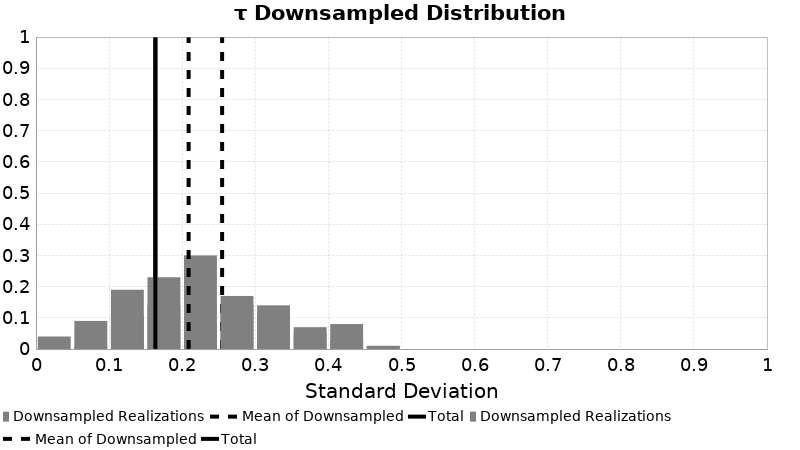 τ Downsampled Distribution
1
0.9
0.8
0.7
0.6
0.5
0.4
0.3
0.2
0.1
0
0 0.1 0.2 0.3 0.4 0.5 0.6 0.7 0.8 0.9 1
Standard Deviation
Downsampled Realizations Mean of Downsampled Total Downsampled Realizations
Mean of Downsampled Total